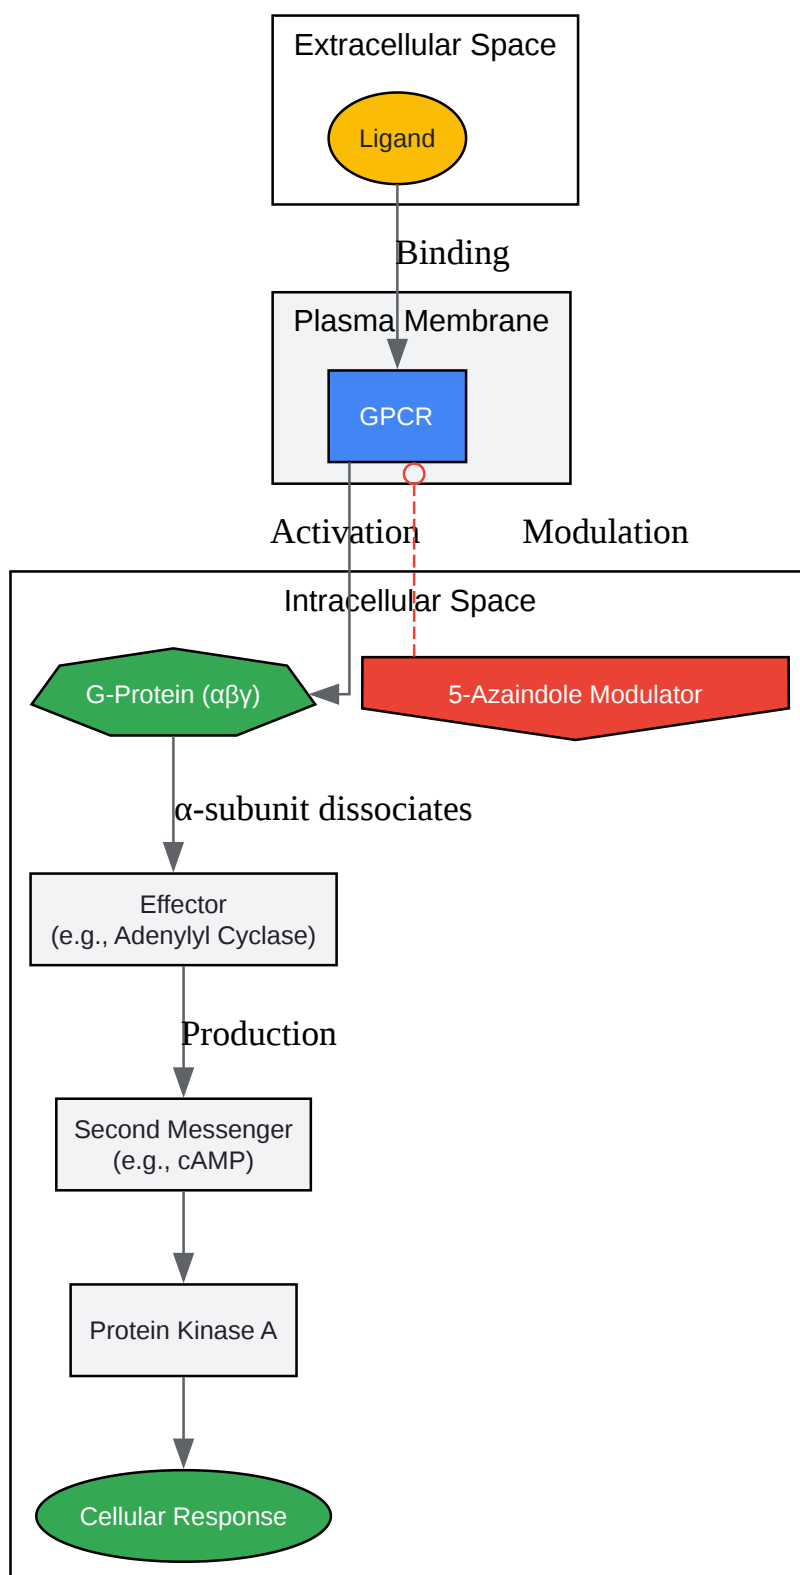 Extracellular Space
Ligand
Binding
Plasma Membrane
GPCR
Activation
Modulation
Intracellular Space
G-Protein (αβγ)
5-Azaindole Modulator
α-subunit dissociates
Effector
(e.g., Adenylyl Cyclase)
Production
Second Messenger
(e.g., cAMP)
Protein Kinase A
Cellular Response